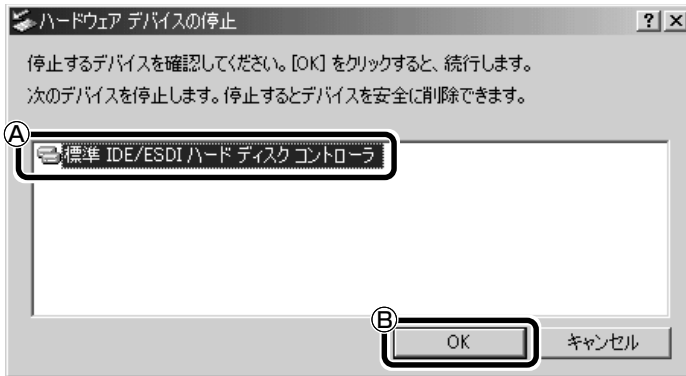 ハードウェア デバイスの停止
? ×
停止するデバイスを確認してください。[OK] をクリックすると、続行します。
次のデバイスを停止します。停止するとデバイスを安全に削除できます。
Ⓐ
標準 IDE/ESDI ハード ディスク コントローラ
Ⓑ
OK キャンセル